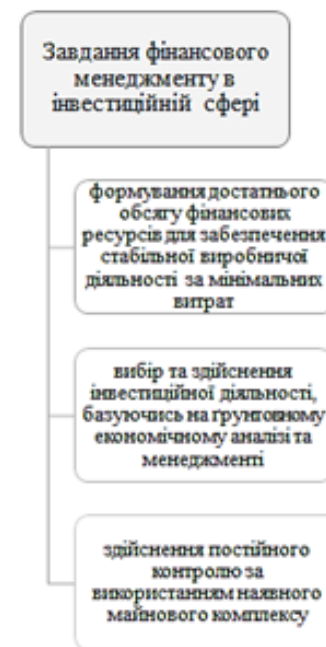 Завдання фінансового
менеджменту в
інвестиційній сфері
формування достатнього
обсягу фінансових
ресурсів для забезпечення
стабільної виробничої
діяльності за мінімальних
витрат
вибір та здійснення
інвестиційної діяльності,
базуючись на ґрунтовному
економічному аналізі та
менеджменті
здійснення постійного
контролю за
використанням наявного
майнового комплексу